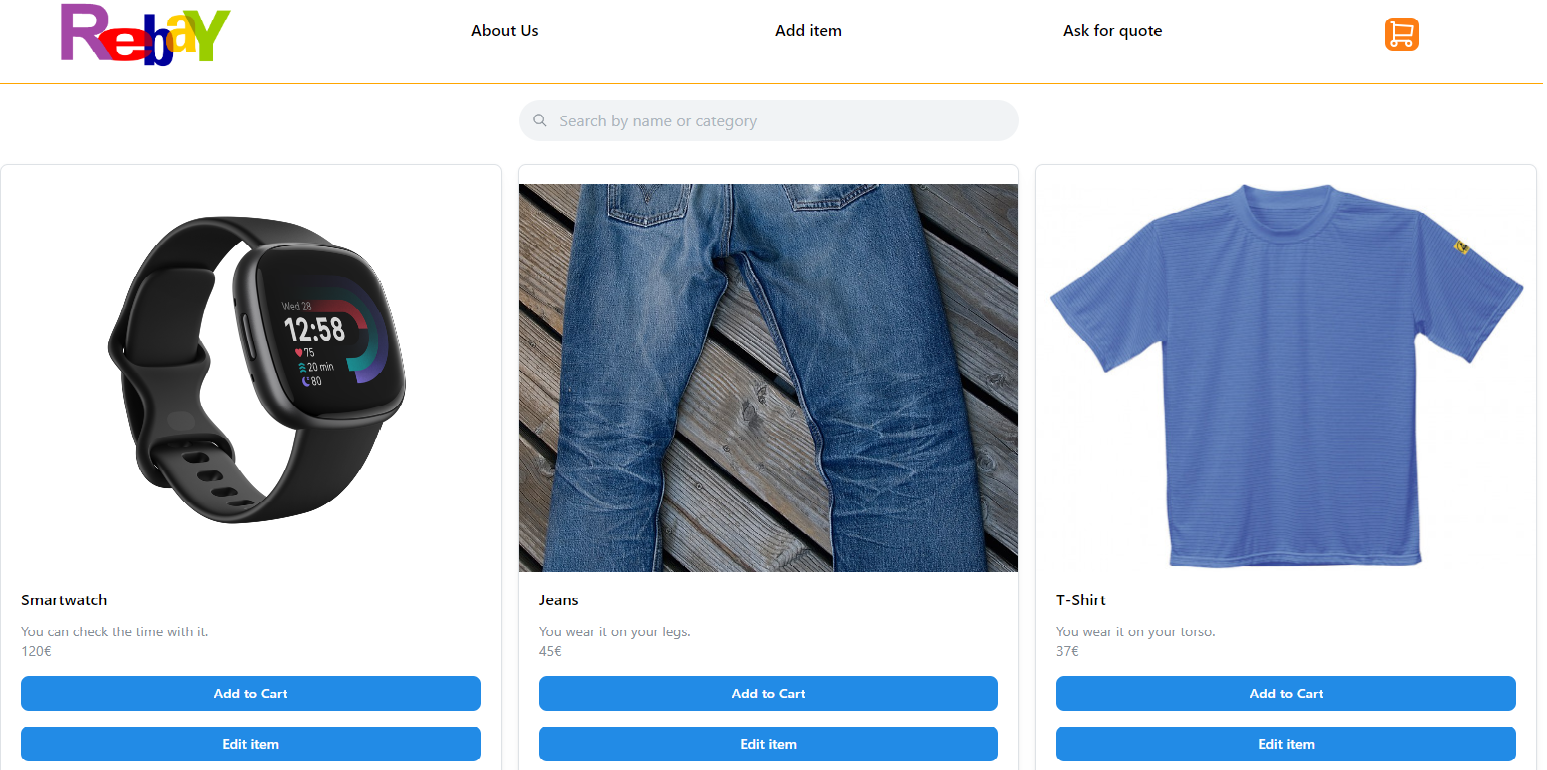 RebaY
About Us
Add item
Ask for quote
Search by name or category
Wed 28
12:58
75
20 min
80
Smartwatch
You can check the time with it.
120€
Add to Cart
Edit item
Jeans
You wear it on your legs.
45€
Add to Cart
Edit item
T-Shirt
You wear it on your torso.
37€
Add to Cart
Edit item